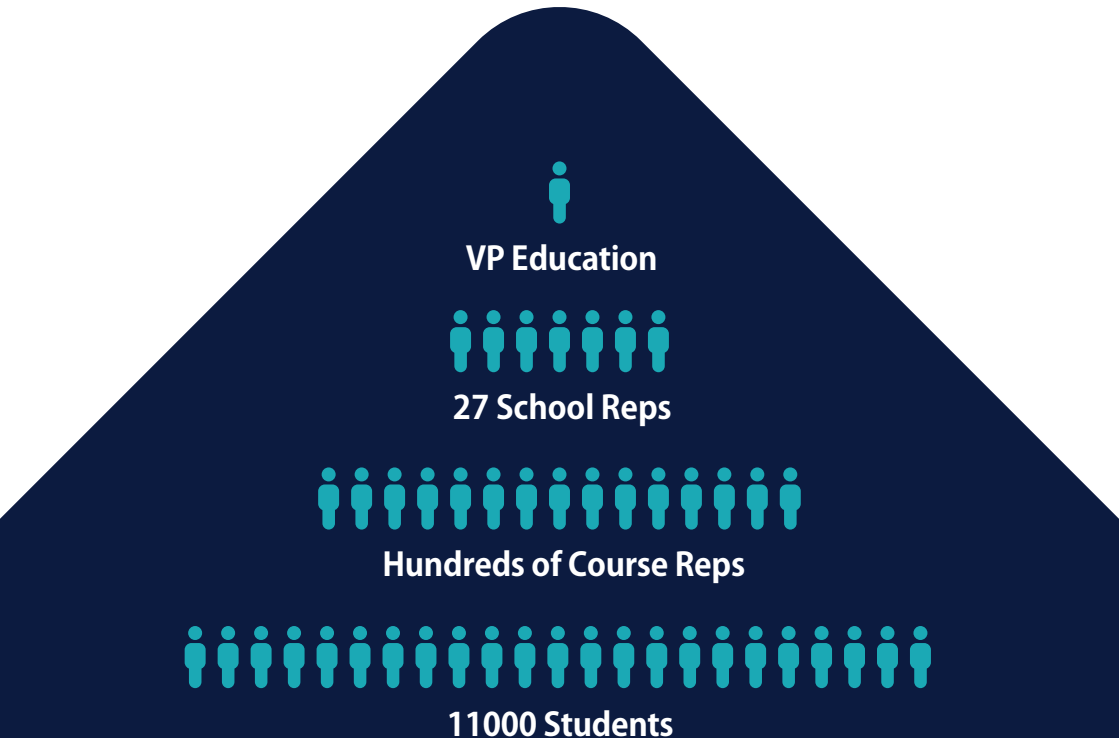 VP Education
27 School Reps
Hundreds of Course Reps
11000 Students